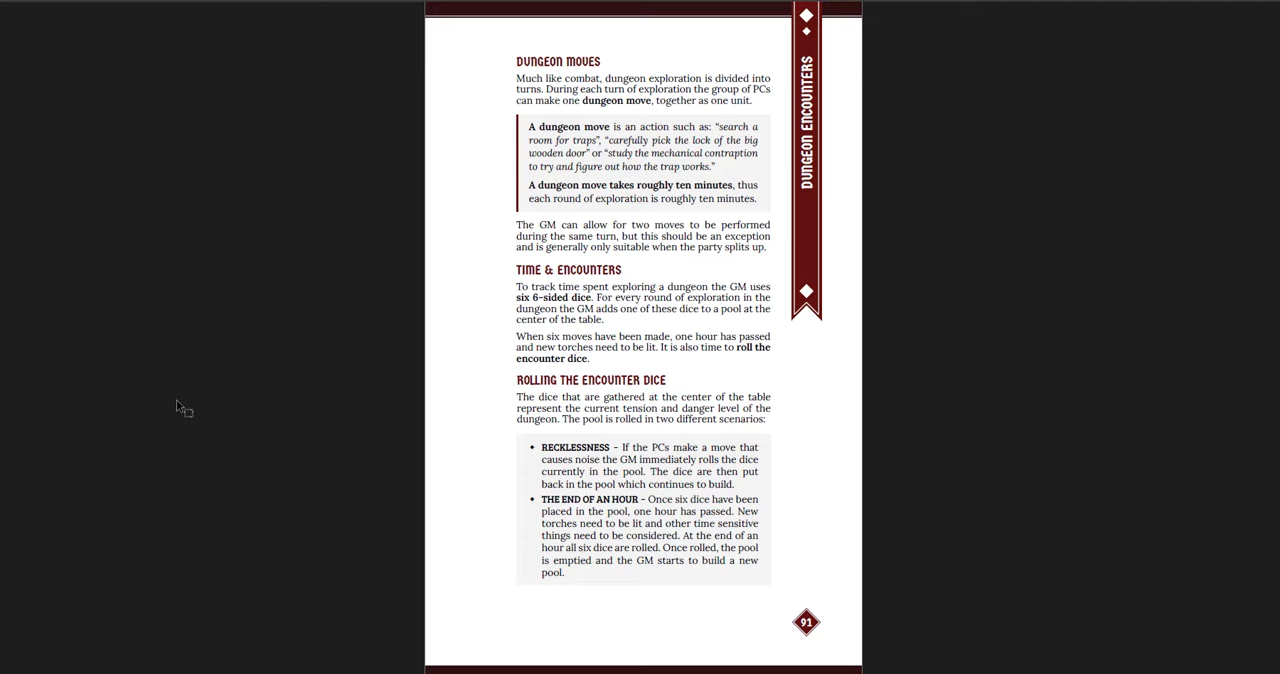 DUNGEON MOVES
Much like combat, dungeon exploration is divided into
turns. During each turn of exploration the group of PCs
can make one dungeon move, together as one unit.
A dungeon move is an action such as: “search a
room for traps”, “carefully pick the lock of the big
wooden door” or “study the mechanical contraption
to try and figure out how the trap works.”
A dungeon move takes roughly ten minutes, thus
each round of exploration is roughly ten minutes.
The GM can allow for two moves to be performed
during the same turn, but this should be an exception
and is generally only suitable when the party splits up.
TIME & ENCOUNTERS
To track time spent exploring a dungeon the GM uses
six 6-sided dice. For every round of exploration in the
dungeon the GM adds one of these dice to a pool at the
center of the table.
When six moves have been made, one hour has passed
and new torches need to be lit. It is also time to roll the
encounter dice.
ROLLING THE ENCOUNTER DICE
The dice that are gathered at the center of the table
represent the current tension and danger level of the
dungeon. The pool is rolled in two different scenarios:
RECKLESSNESS - If the PCs make a move that
causes noise the GM immediately rolls the dice
currently in the pool. The dice are then put
back in the pool which continues to build.
THE END OF AN HOUR - Once six dice have been
placed in the pool, one hour has passed. New
torches need to be lit and other time sensitive
things need to be considered. At the end of an
hour all six dice are rolled. Once rolled, the pool
is emptied and the GM starts to build a new
pool.
DUNGEON ENCOUNTERS
91